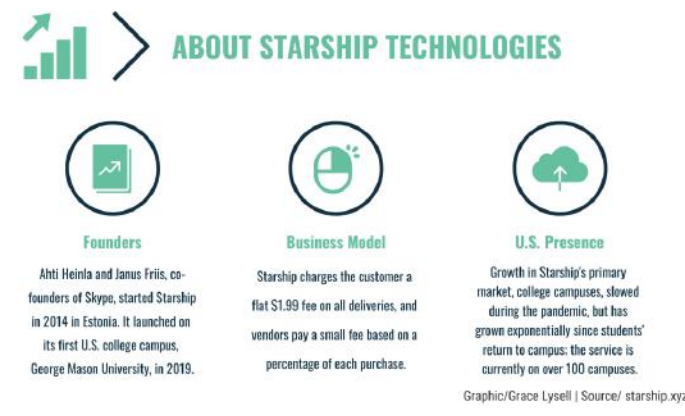 ABOUT STARSHIP TECHNOLOGIES
Founders
Ahti Heinla and Janus Friis, co-
founders of Skype, started Starship
in 2014 in Estonia. It launched on
its first U.S. college campus,
George Mason University, in 2019.
Business Model
Starship charges the customer a
flat $1.99 fee on all deliveries, and
vendors pay a small fee based on a
percentage of each purchase.
U.S. Presence
Growth in Starship's primary
market, college campuses, slowed
during the pandemic, but has
grown exponentially since students'
return to campus; the service is
currently on over 100 campuses.
Graphic/Grace Lysell | Source/ starship.xyz